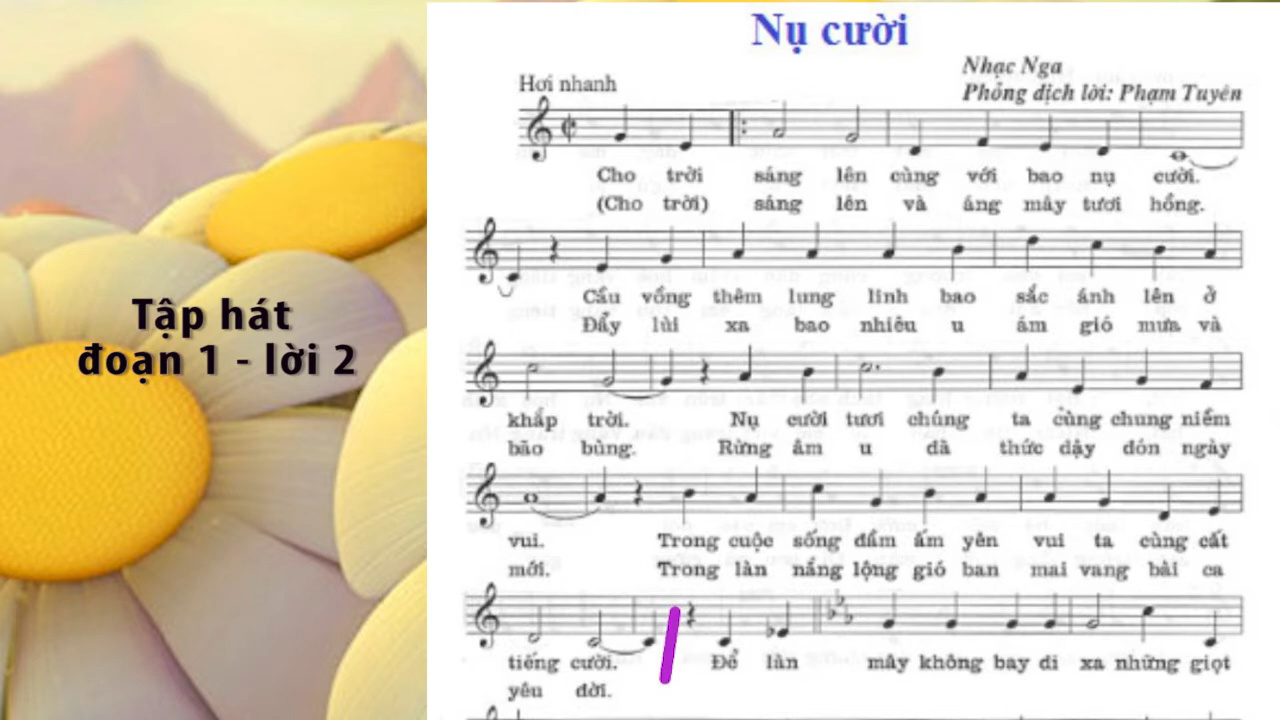 Tập hát
đoạn 1 - lời 2
Nụ cười
Nhạc Nga
Hơi nhanh
Phỏng dịch lời: Phạm Tuyên
Cho trời sáng lên cùng với bao nụ cười.
(Cho trời) sáng lên và áng mây tươi hồng.
Cầu vồng thêm lung linh bao sắc ánh lên ở
Đẩy lùi xa bao nhiêu u ám gió mưa và
khắp trời. Nụ cười tươi chúng ta cùng chung niềm
bão bùng. Rừng âm u đã thức dậy đón ngày
vui. Trong cuộc sống đầm ấm yên vui ta cùng cất
mới. Trong làn nắng lộng gió ban mai vang bài ca
tiếng cười. Để làn mây không bay đi xa những giọt
yêu đời.